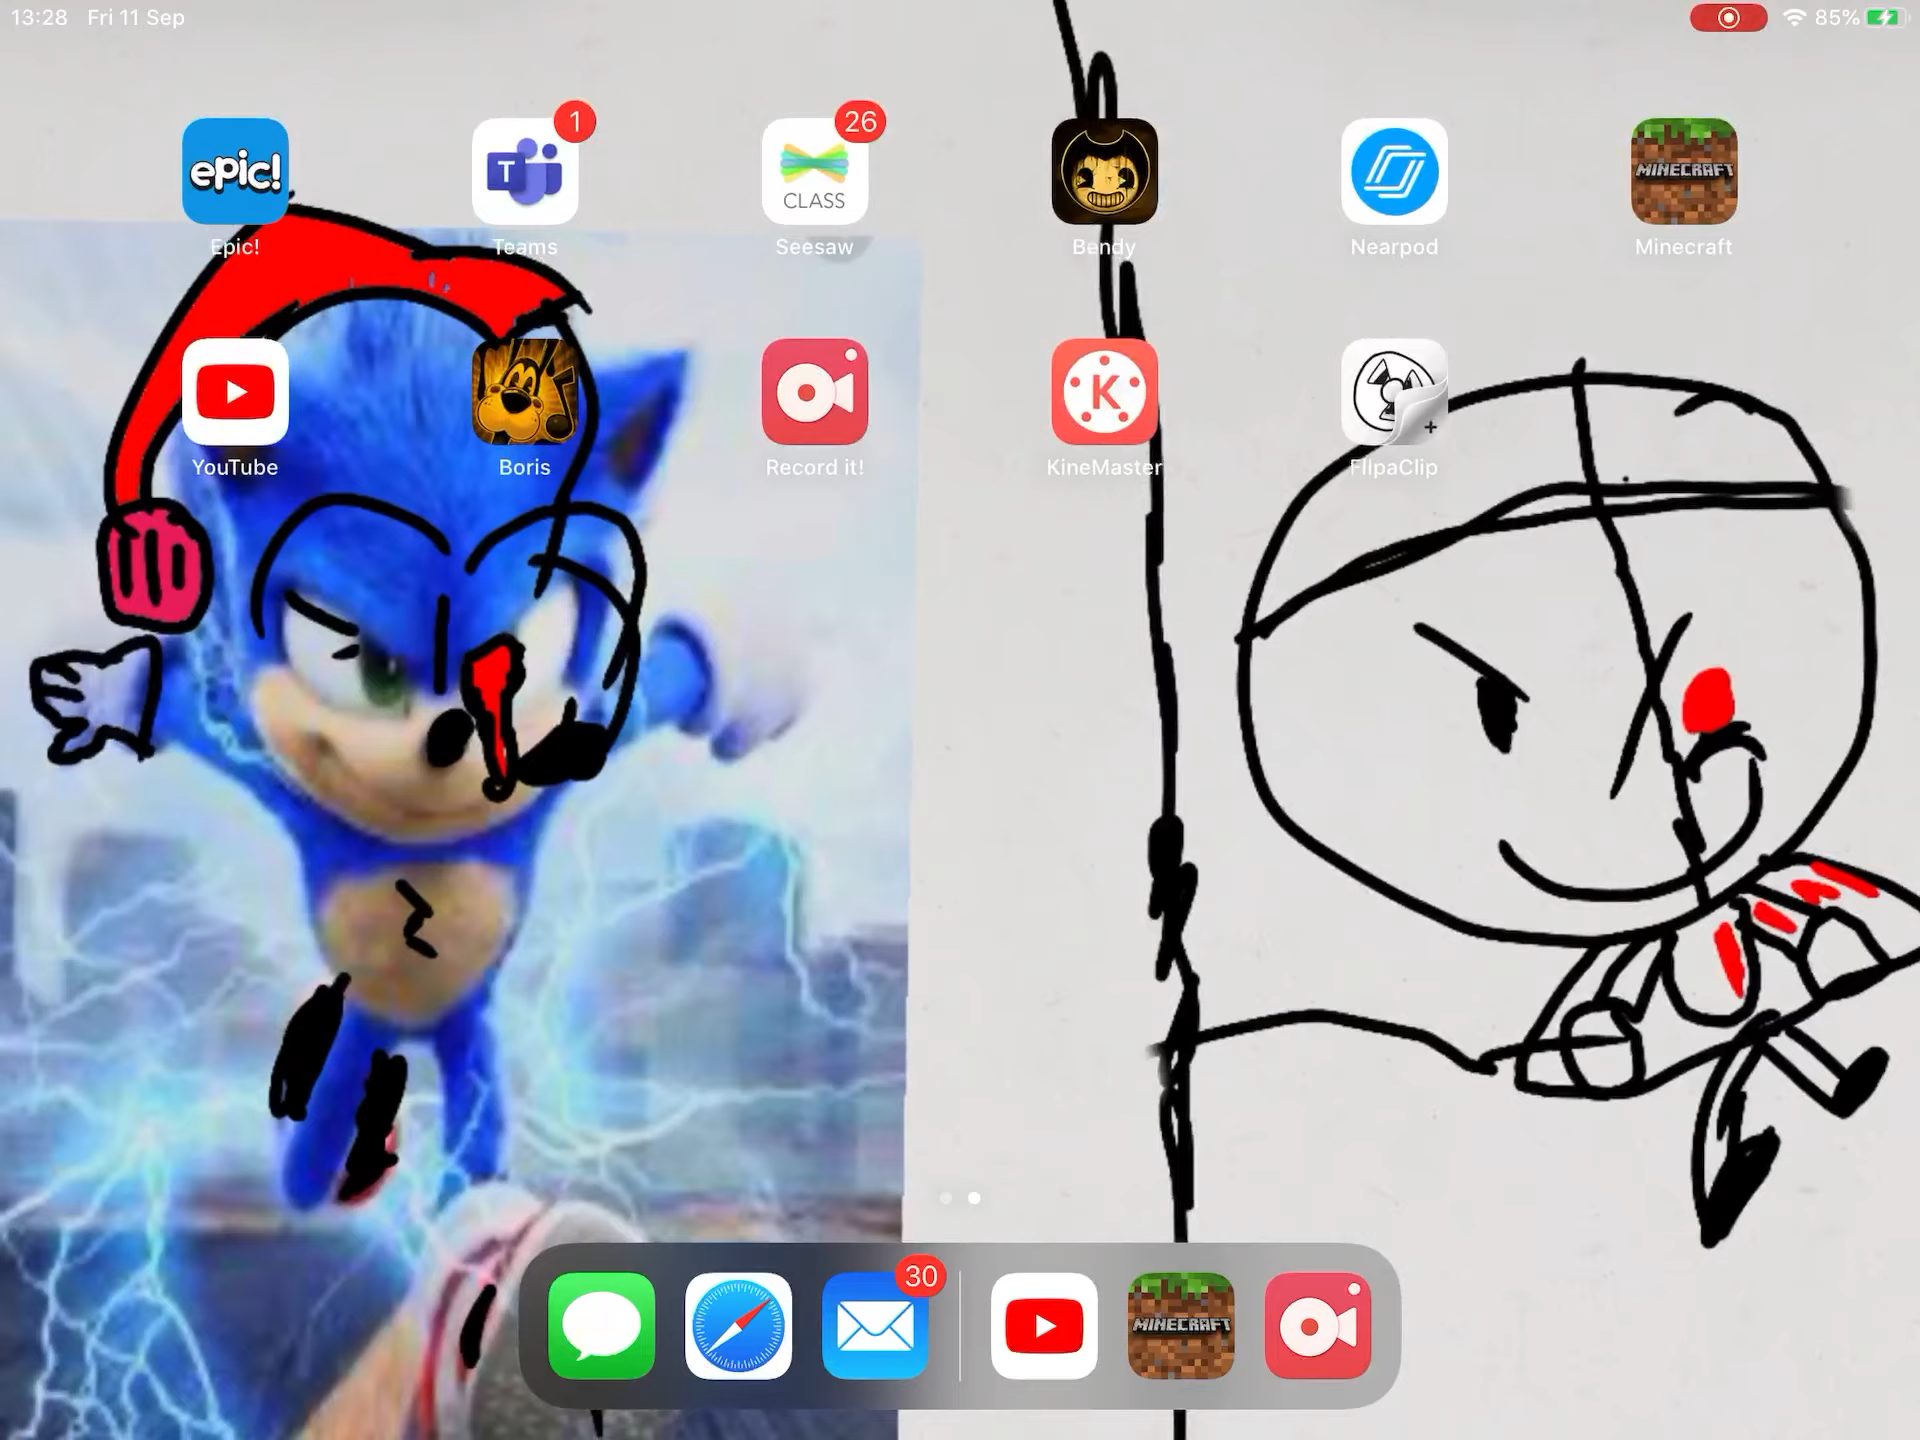 13:28 Fri 11 Sep
85%
epic!
T
1
CLASS
26
MINECRAFT
Epic!
Teams
Seesaw
Bendy
Nearpod
Minecraft
K
YouTube
Boris
Record it!
KineMaster
FlipaClip
30
MINECRAFT